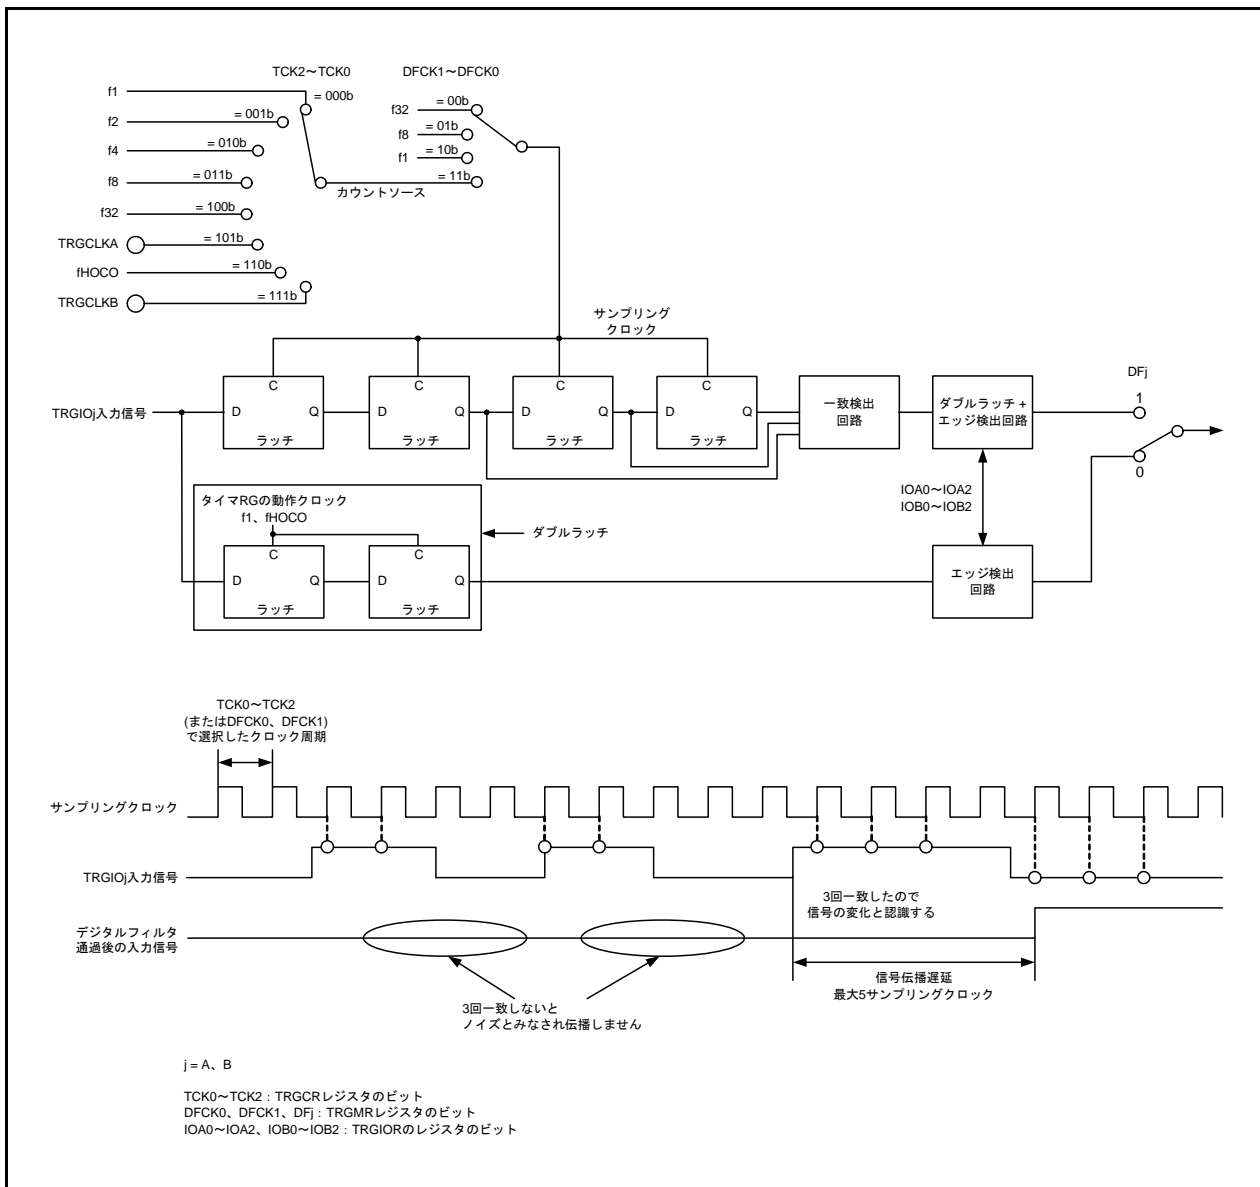 TCK2～TCK0
DFCK1～DFCK0
f1
= 000b
f2
= 001b
f4
= 010b
f8
= 011b
f32
= 100b
TRGCLKA
= 101b
fHOCO
= 110b
TRGCLKB
= 111b
f32
= 00b
f8
= 01b
f1
= 10b
= 11b
カウントソース
サンプリング
クロック
TRGIOj入力信号
C
D
Q
ラッチ
C
D
Q
ラッチ
C
D
Q
ラッチ
C
D
Q
ラッチ
一致検出
回路
ダブルラッチ +
エッジ検出回路
DFj
1
0
IOA0～IOA2
IOB0～IOB2
タイマRGの動作クロック
f1、fHOCO
ダブルラッチ
C
D
Q
ラッチ
C
D
Q
ラッチ
エッジ検出
回路
TCK0～TCK2
(またはDFCK0、DFCK1)
で選択したクロック周期
サンプリングクロック
TRGIOj入力信号
3回一致したので
信号の変化と認識する
デジタルフィルタ
通過後の入力信号
信号伝播遅延
最大5サンプリングクロック
3回一致しないと
ノイズとみなされ伝播しません
j = A、B
TCK0～TCK2 : TRGCRレジスタのビット
DFCK0、DFCK1、DFj : TRGMRレジスタのビット
IOA0～IOA2、IOB0～IOB2 : TRGIORのレジスタのビット